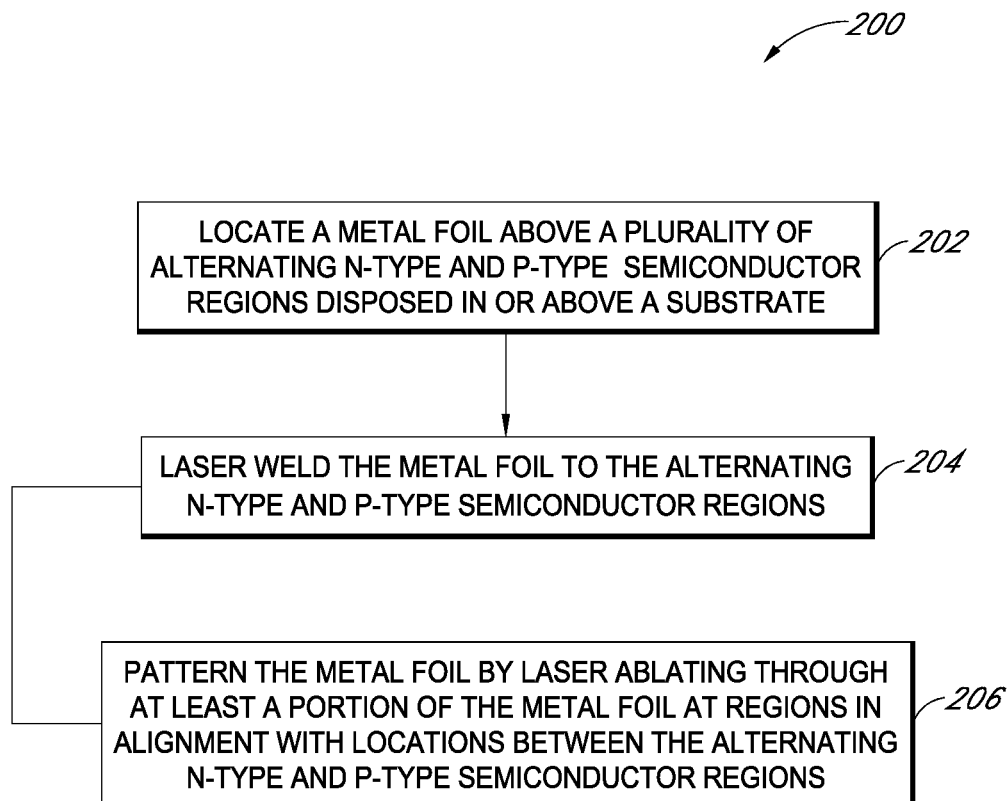 200
LOCATE A METAL FOIL ABOVE A PLURALITY OF
ALTERNATING N-TYPE AND P-TYPE SEMICONDUCTOR
REGIONS DISPOSED IN OR ABOVE A SUBSTRATE
202
LASER WELD THE METAL FOIL TO THE ALTERNATING
N-TYPE AND P-TYPE SEMICONDUCTOR REGIONS
204
PATTERN THE METAL FOIL BY LASER ABLATING THROUGH
AT LEAST A PORTION OF THE METAL FOIL AT REGIONS IN
ALIGNMENT WITH LOCATIONS BETWEEN THE ALTERNATING
N-TYPE AND P-TYPE SEMICONDUCTOR REGIONS
206